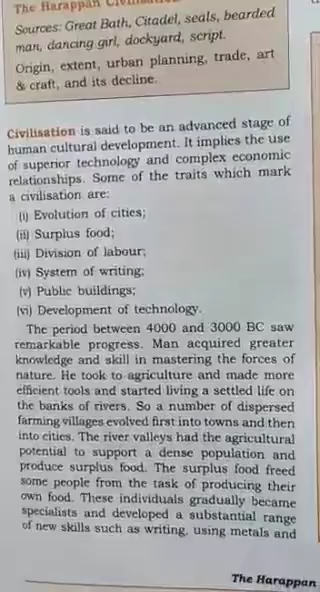 The Harappan
Sources: Great Bath, Citadel, seals, bearded
man, dancing girl, dockyard, script.
Origin, extent, urban planning, trade, art
& craft, and its decline.
Civilisation is said to be an advanced stage of
human cultural development. It implies the use
of superior technology and complex economic
relationships. Some of the traits which mark
a civilisation are:
(i) Evolution of cities;
(ii) Surplus food;
(iii) Division of labour;
(iv) System of writing;
(v) Public buildings;
(vi) Development of technology.
The period between 4000 and 3000 BC saw
remarkable progress. Man acquired greater
knowledge and skill in mastering the forces of
nature. He took to agriculture and made more
efficient tools and started living a settled life on
the banks of rivers. So a number of dispersed
farming villages evolved first into towns and then
into cities. The river valleys had the agricultural
potential to support a dense population and
produce surplus food. The surplus food freed
some people from the task of producing their
own food. These individuals gradually became
specialists and developed a substantial range
of new skills such as writing, using metals and
The Harappan